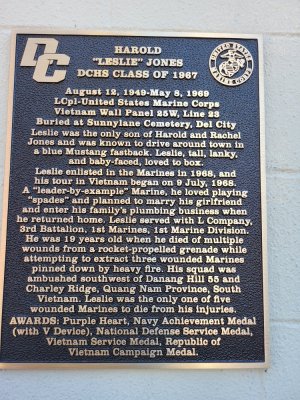 DC
HAROLD
"LESLIE" JONES
DCHS CLASS OF 1967
UNITED STATES
MARINE CORPS
August 12, 1949-May 8, 1969
LCpl-United States Marine Corps
Vietnam Wall Panel 25W, Line 23
Buried at Sunnylane Cemetery, Del City
Leslie was the only son of Harold and Rachel
Jones and was known to drive around town in
a blue Mustang fastback. Leslie, tall, lanky,
and baby-faced, loved to box.
Leslie enlisted in the Marines in 1968, and
his tour in Vietnam began on 9 July, 1968.
A "leader-by-example" Marine, he loved playing
"spades" and planned to marry his girlfriend
and enter his family's plumbing business when
he returned home. Leslie served with L Company,
3rd Battalion, 1st Marines, 1st Marine Division.
He was 19 years old when he died of multiple
wounds from a rocket-propelled grenade while
attempting to extract three wounded Marines
pinned down by heavy fire. His squad was
ambushed southwest of Danang Hill 55 and
Charley Ridge, Quang Nam Province, South
Vietnam. Leslie was the only one of five
wounded Marines to die from his injuries.
AWARDS: Purple Heart, Navy Achievement Medal
(with V Device), National Defense Service Medal,
Vietnam Service Medal, Republic of
Vietnam Campaign Medal.